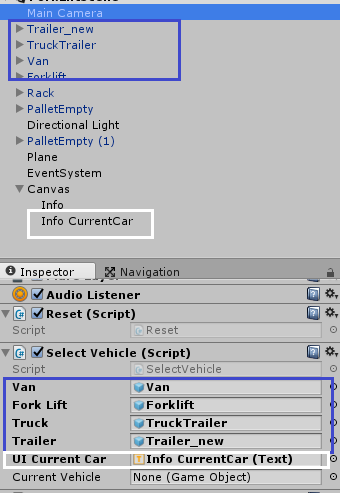 Main Camera
Trailer_new
TruckTrailer
Van
Forklift
Rack
PalletEmpty
Directional Light
PalletEmpty (1)
Plane
EventSystem
Canvas
Info
Info CurrentCar
Inspector Navigation
Audio Listener
Reset (Script)
Script Reset
Select Vehicle (Script)
Script SelectVehicle
Van Van
Fork Lift Forklift
Truck TruckTrailer
Trailer Trailer_new
UI Current Car Info CurrentCar (Text)
Current Vehicle None (Game Object)